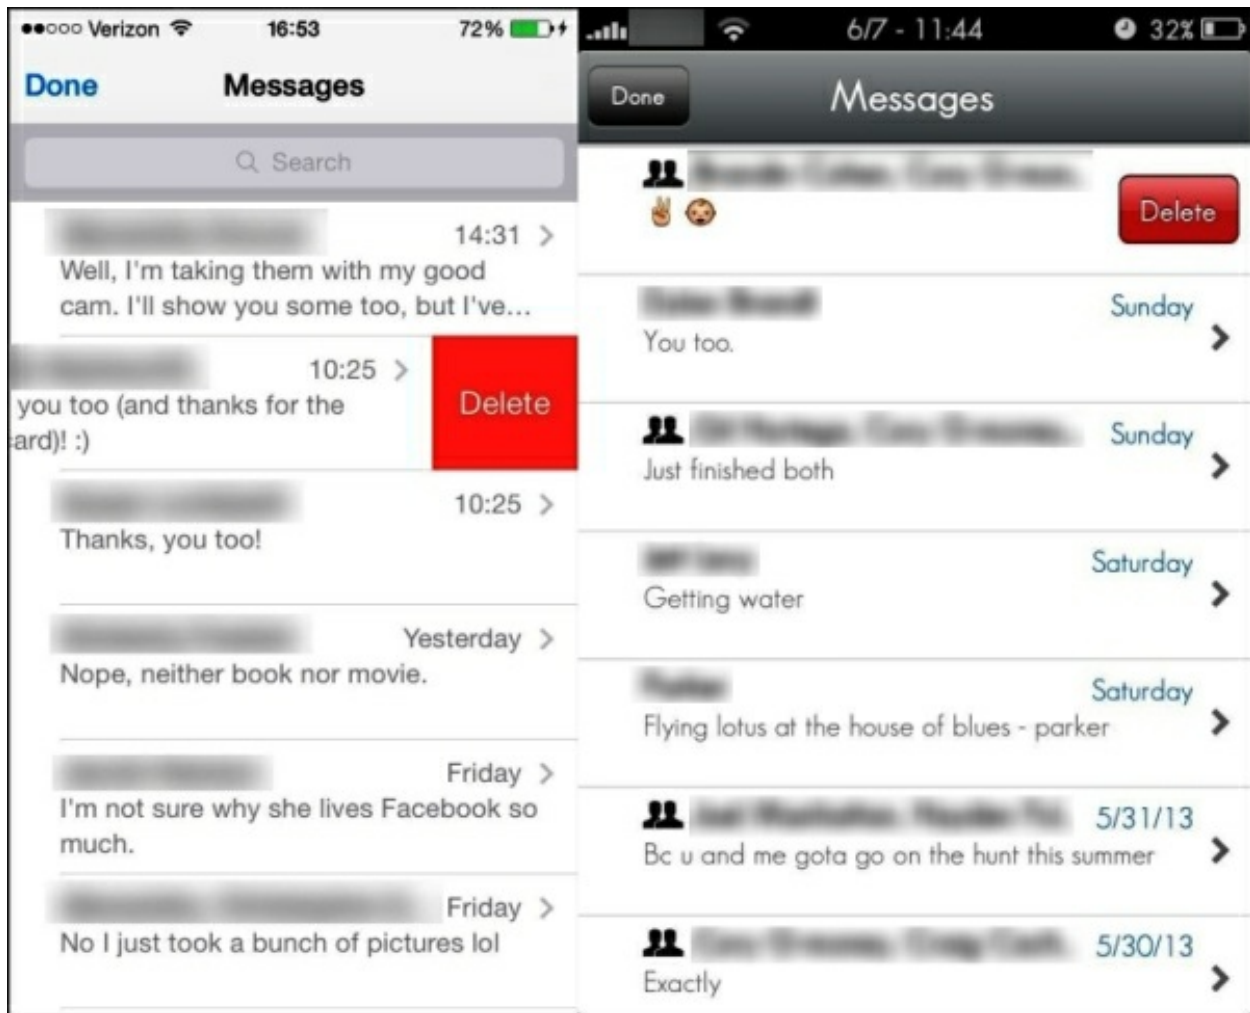 Verizon 16:53 72%
Done Messages
Search
14:31
Well, I'm taking them with my good
cam. I'll show you some too, but I've...
10:25
you too (and thanks for the
ard)! :)
Delete
10:25
Thanks, you too!
Yesterday
Nope, neither book nor movie.
Friday
I'm not sure why she lives Facebook so
much.
Friday
No I just took a bunch of pictures lol
6/7 - 11:44 32%
Done Messages
✌👶
Delete
Sunday
You too.
Sunday
Just finished both
Saturday
Getting water
Saturday
Flying lotus at the house of blues - parker
5/31/13
Bc u and me gota go on the hunt this summer
5/30/13
Exactly